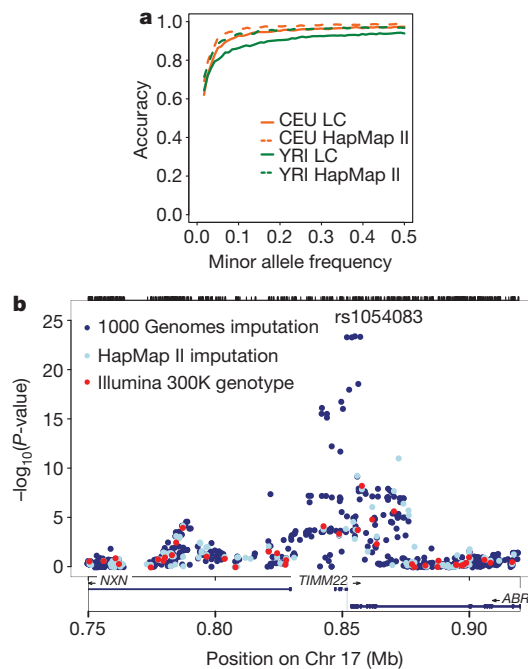 a
1.0
0.8
0.6
0.4
0.2
0.0
Accuracy
CEU LC
CEU HapMap II
YRI LC
YRI HapMap II
0.0 0.1 0.2 0.3 0.4 0.5
Minor allele frequency
b
rs1054083
25
20
15
10
5
0
–log10(P-value)
1000 Genomes imputation
HapMap II imputation
Illumina 300K genotype
NXN
TIMM22
ABR
0.75 0.80 0.85 0.90
Position on Chr 17 (Mb)